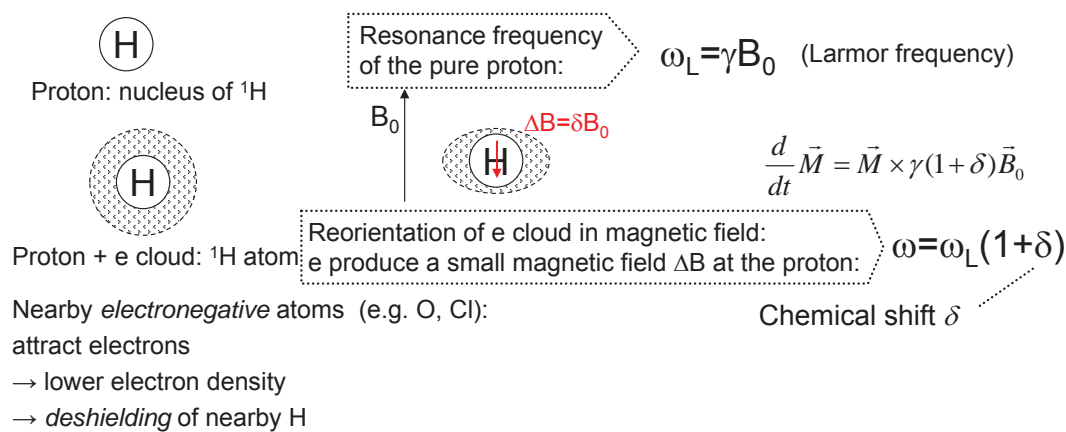 H
Proton: nucleus of ¹H
Resonance frequency
of the pure proton:
ω_L=γB₀ (Larmor frequency)
B₀
ΔB=δB₀
H
H
d/dt M⃗ = M⃗ × γ(1+δ)B⃗₀
Proton + e cloud: ¹H atom
Reorientation of e cloud in magnetic field:
e produce a small magnetic field ΔB at the proton:
ω=ω_L(1+δ)
Chemical shift δ
Nearby electronegative atoms (e.g. O, Cl):
attract electrons
→ lower electron density
→ deshielding of nearby H